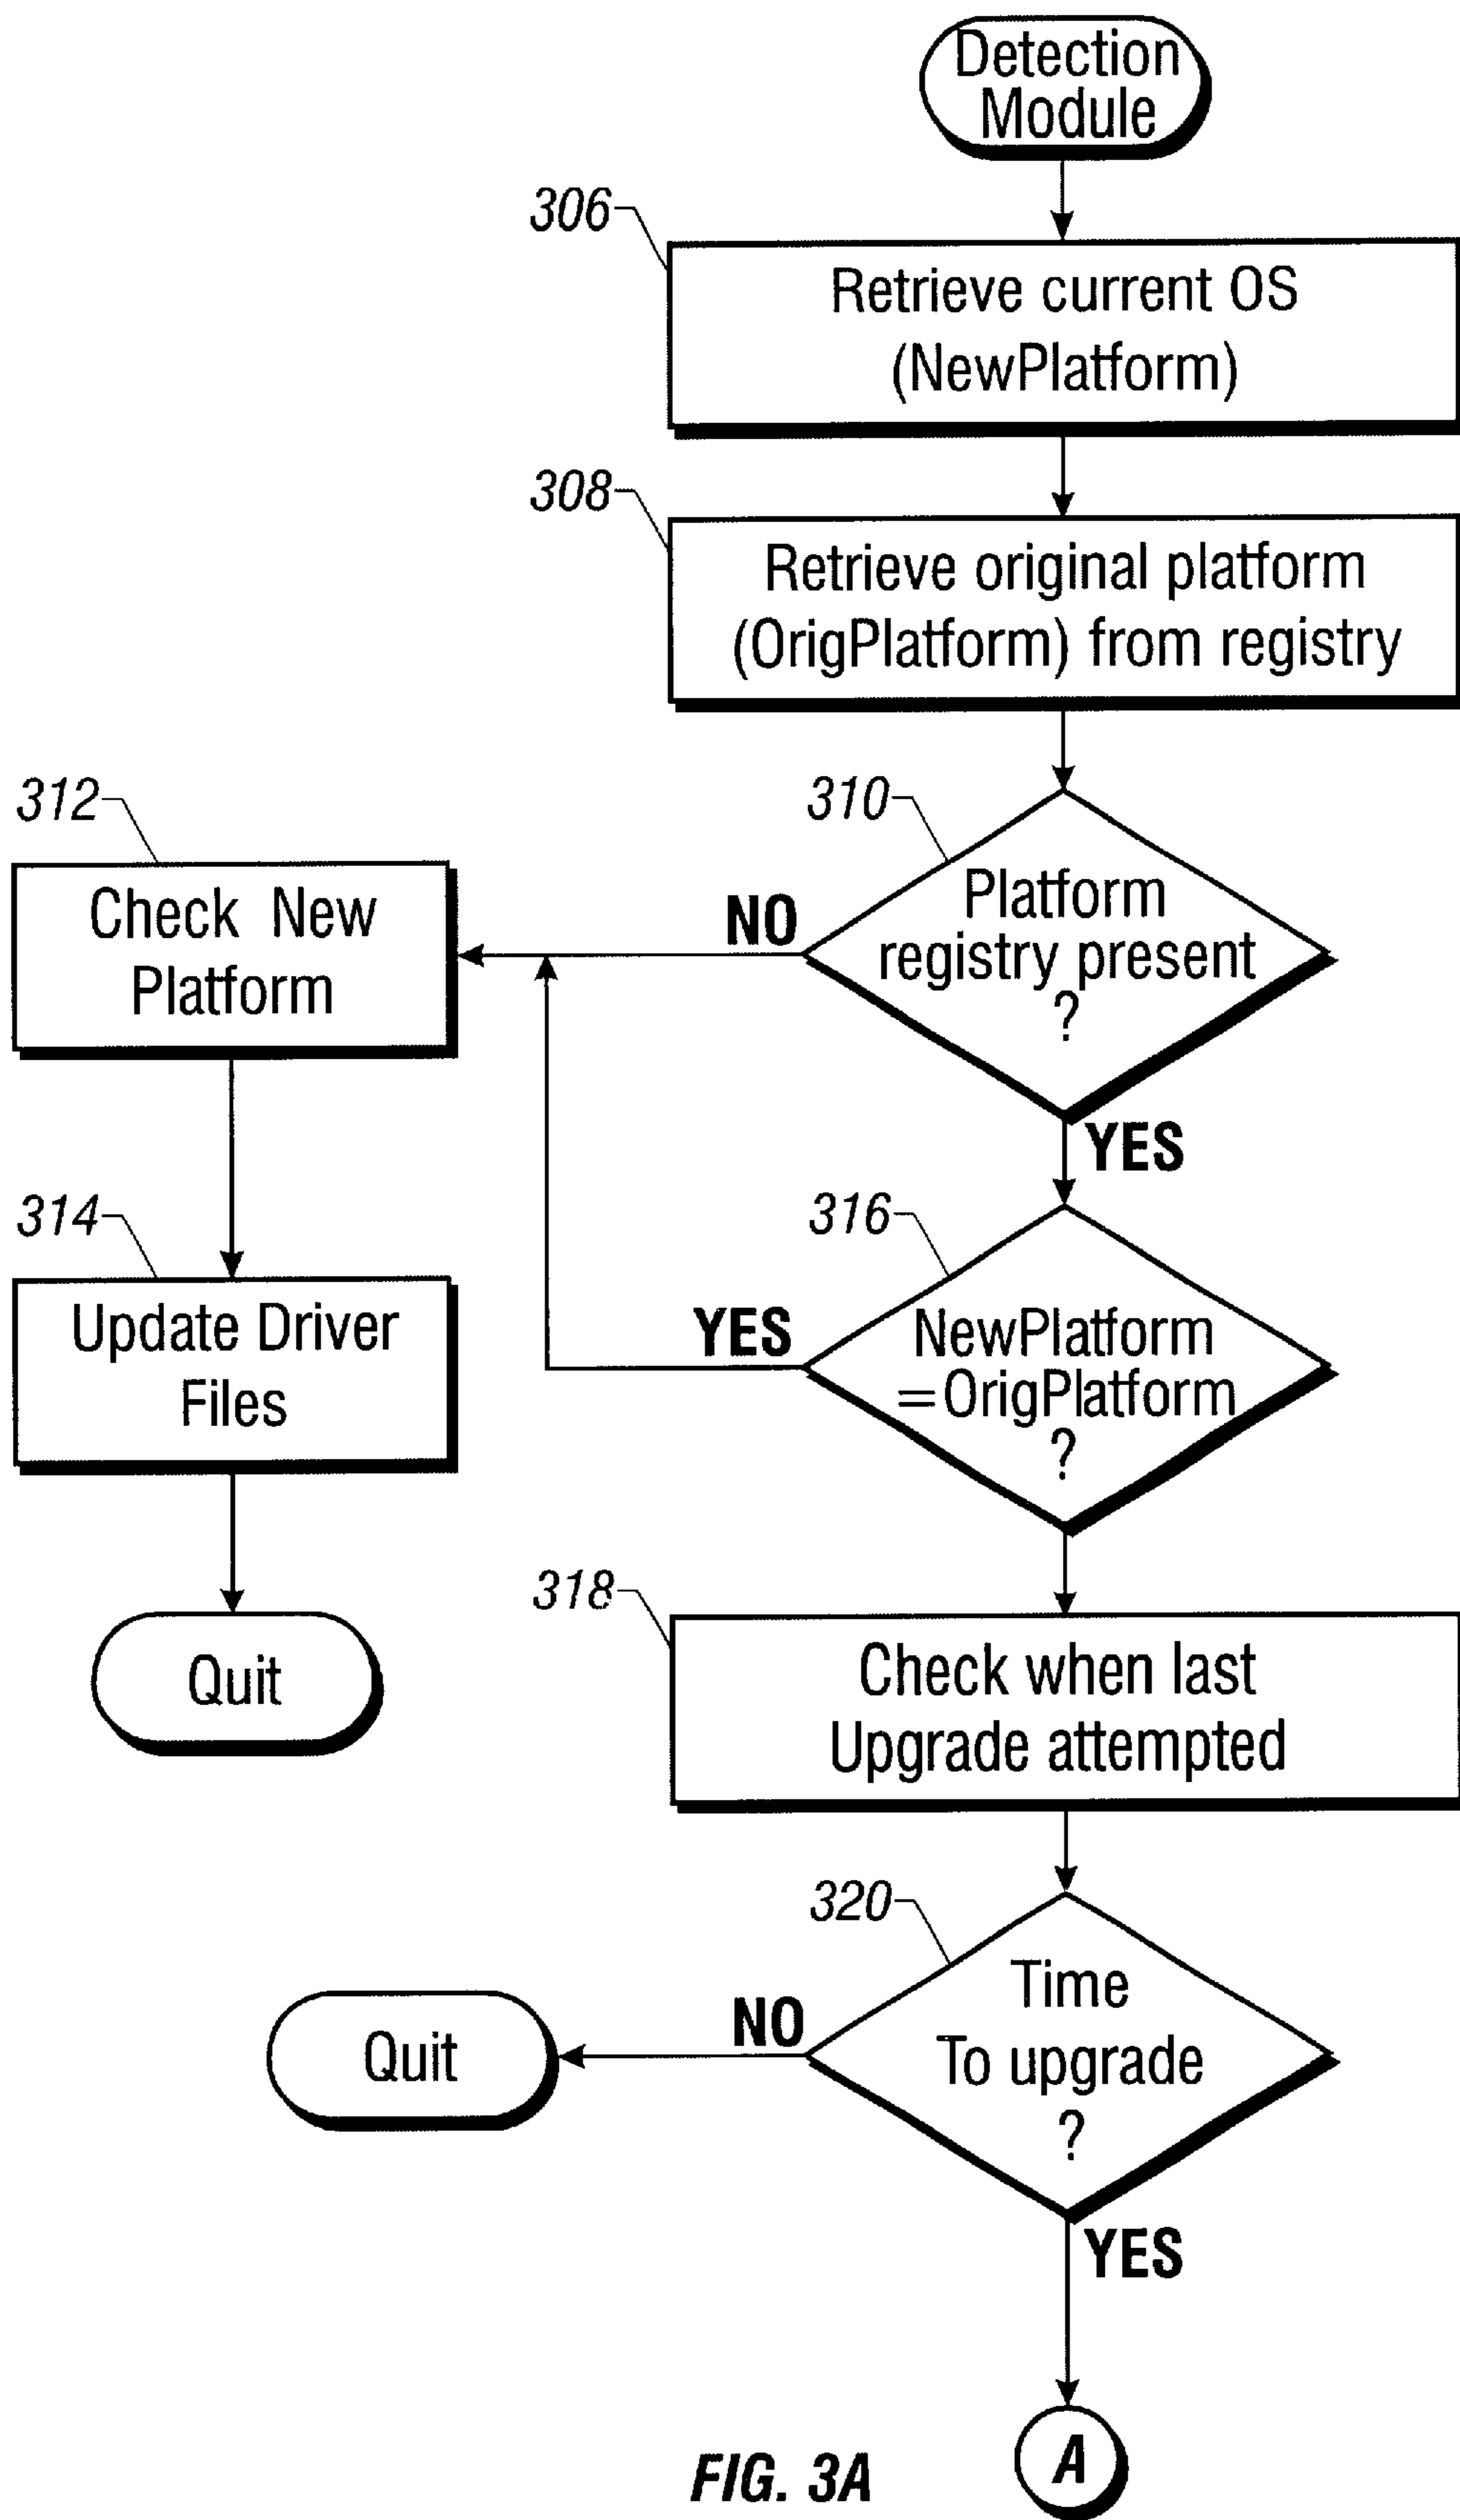 Detection
Module
306
Retrieve current OS
(NewPlatform)
308
Retrieve original platform
(OrigPlatform) from registry
310
Platform
registry present
?
NO
YES
312
Check New
Platform
314
Update Driver
Files
Quit
316
NewPlatform
=OrigPlatform
?
YES
318
Check when last
Upgrade attempted
320
Time
To upgrade
?
NO
Quit
YES
A
FIG. 3A